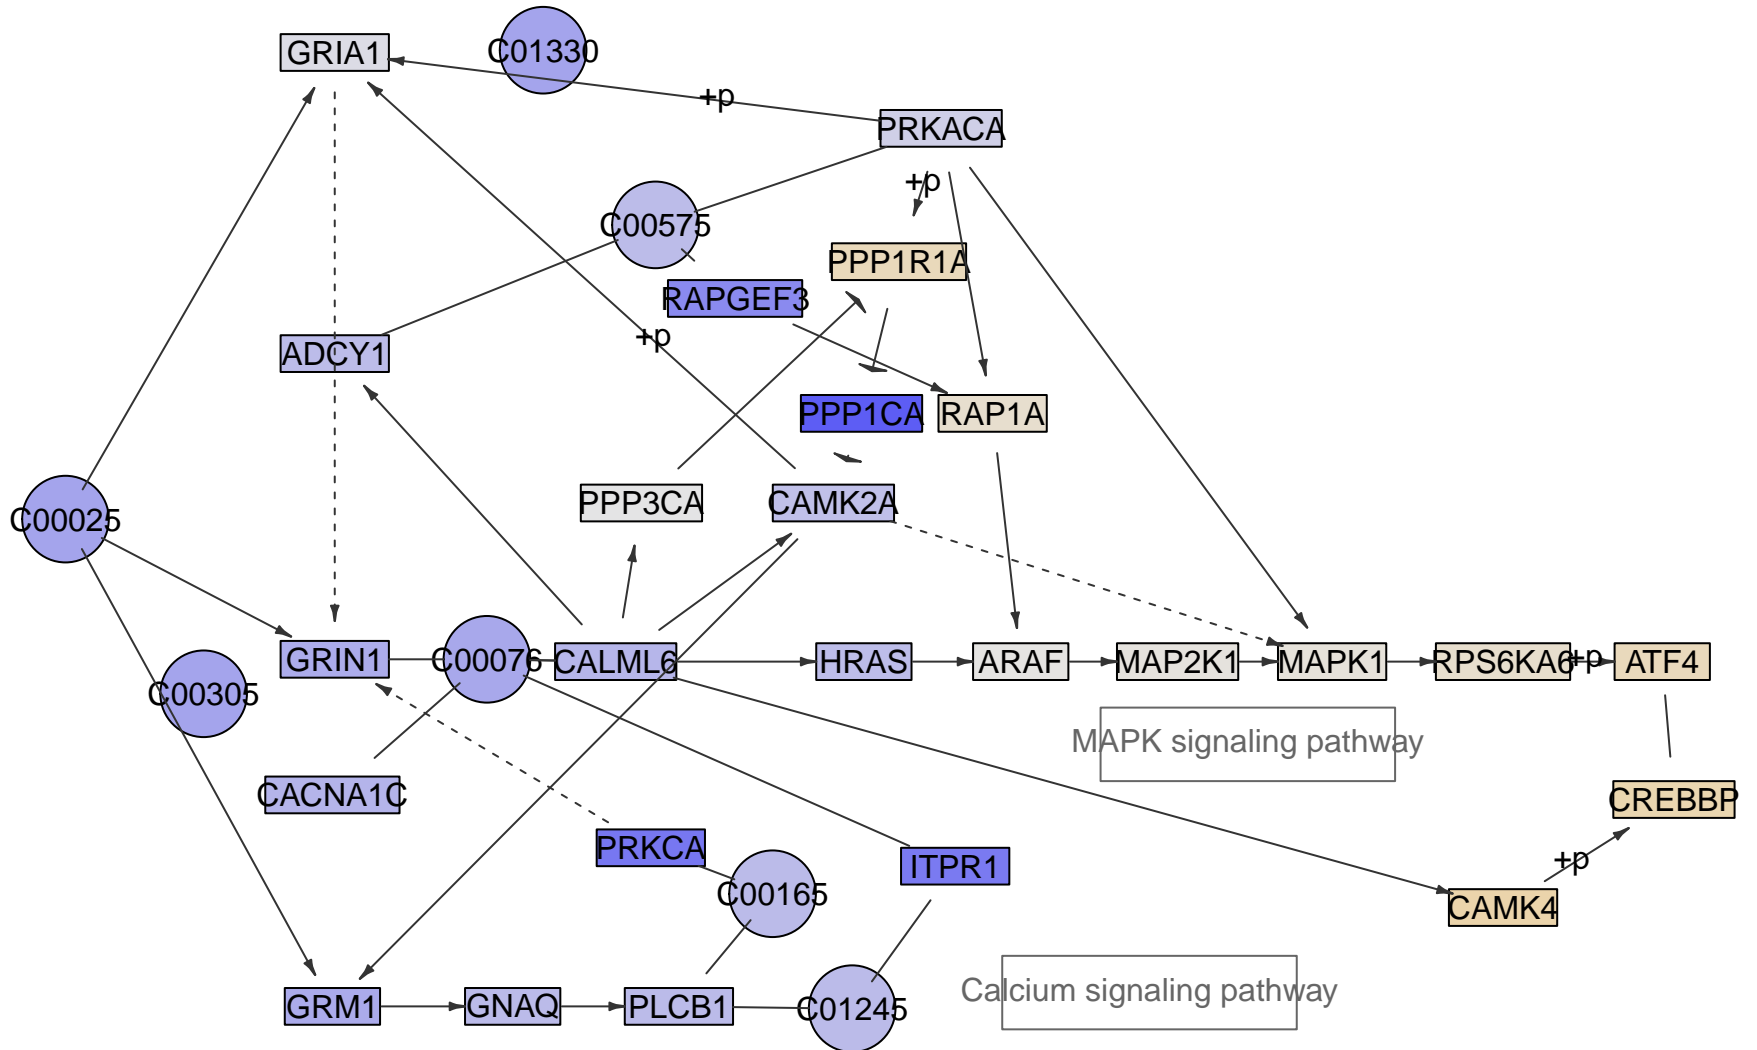 GRIA1
C01330
+p
PRKACA
+p
C00575
PPP1R1A
RAPGEF3
+p
ADCY1
PPP1CA
RAP1A
PPP3CA
CAMK2A
C00025
GRIN1
C00076
CALML6
HRAS
ARAF
MAP2K1
MAPK1
RPS6KA6
+p
ATF4
C00305
MAPK signaling pathway
CACNA1C
CREBBP
PRKCA
ITPR1
+p
C00165
CAMK4
Calcium signaling pathway
GRM1
GNAQ
PLCB1
C01245